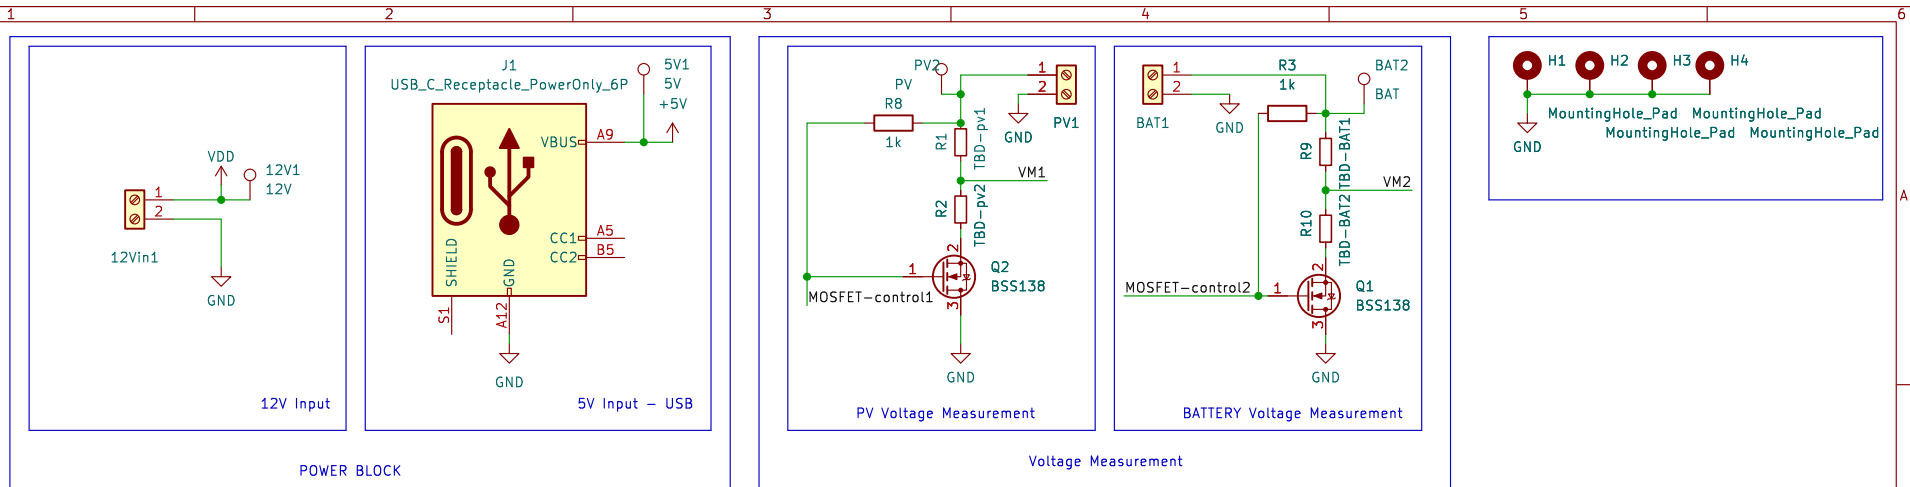 1 2 3 4 5 6
A
J1
USB_C_Receptacle_PowerOnly_6P
5V1
5V
+5V
VBUS A9
CC1 A5
CC2 B5
SHIELD
GND
S1
A12
GND
5V Input - USB
VDD
12V1
12V
1
2
12Vin1
GND
12V Input
POWER BLOCK
PV2
PV
R8
1k
R1
TBD-pv1
1
2
PV1
GND
VM1
R2
TBD-pv2
2
1
3
Q2
BSS138
MOSFET-control1
GND
PV Voltage Measurement
1
2
BAT1
GND
R3
1k
BAT2
BAT
R9
TBD-BAT1
VM2
R10
TBD-BAT2
2
1
3
Q1
BSS138
MOSFET-control2
GND
BATTERY Voltage Measurement
Voltage Measurement
H1 H2 H3 H4
MountingHole_Pad MountingHole_Pad
MountingHole_Pad MountingHole_Pad
GND